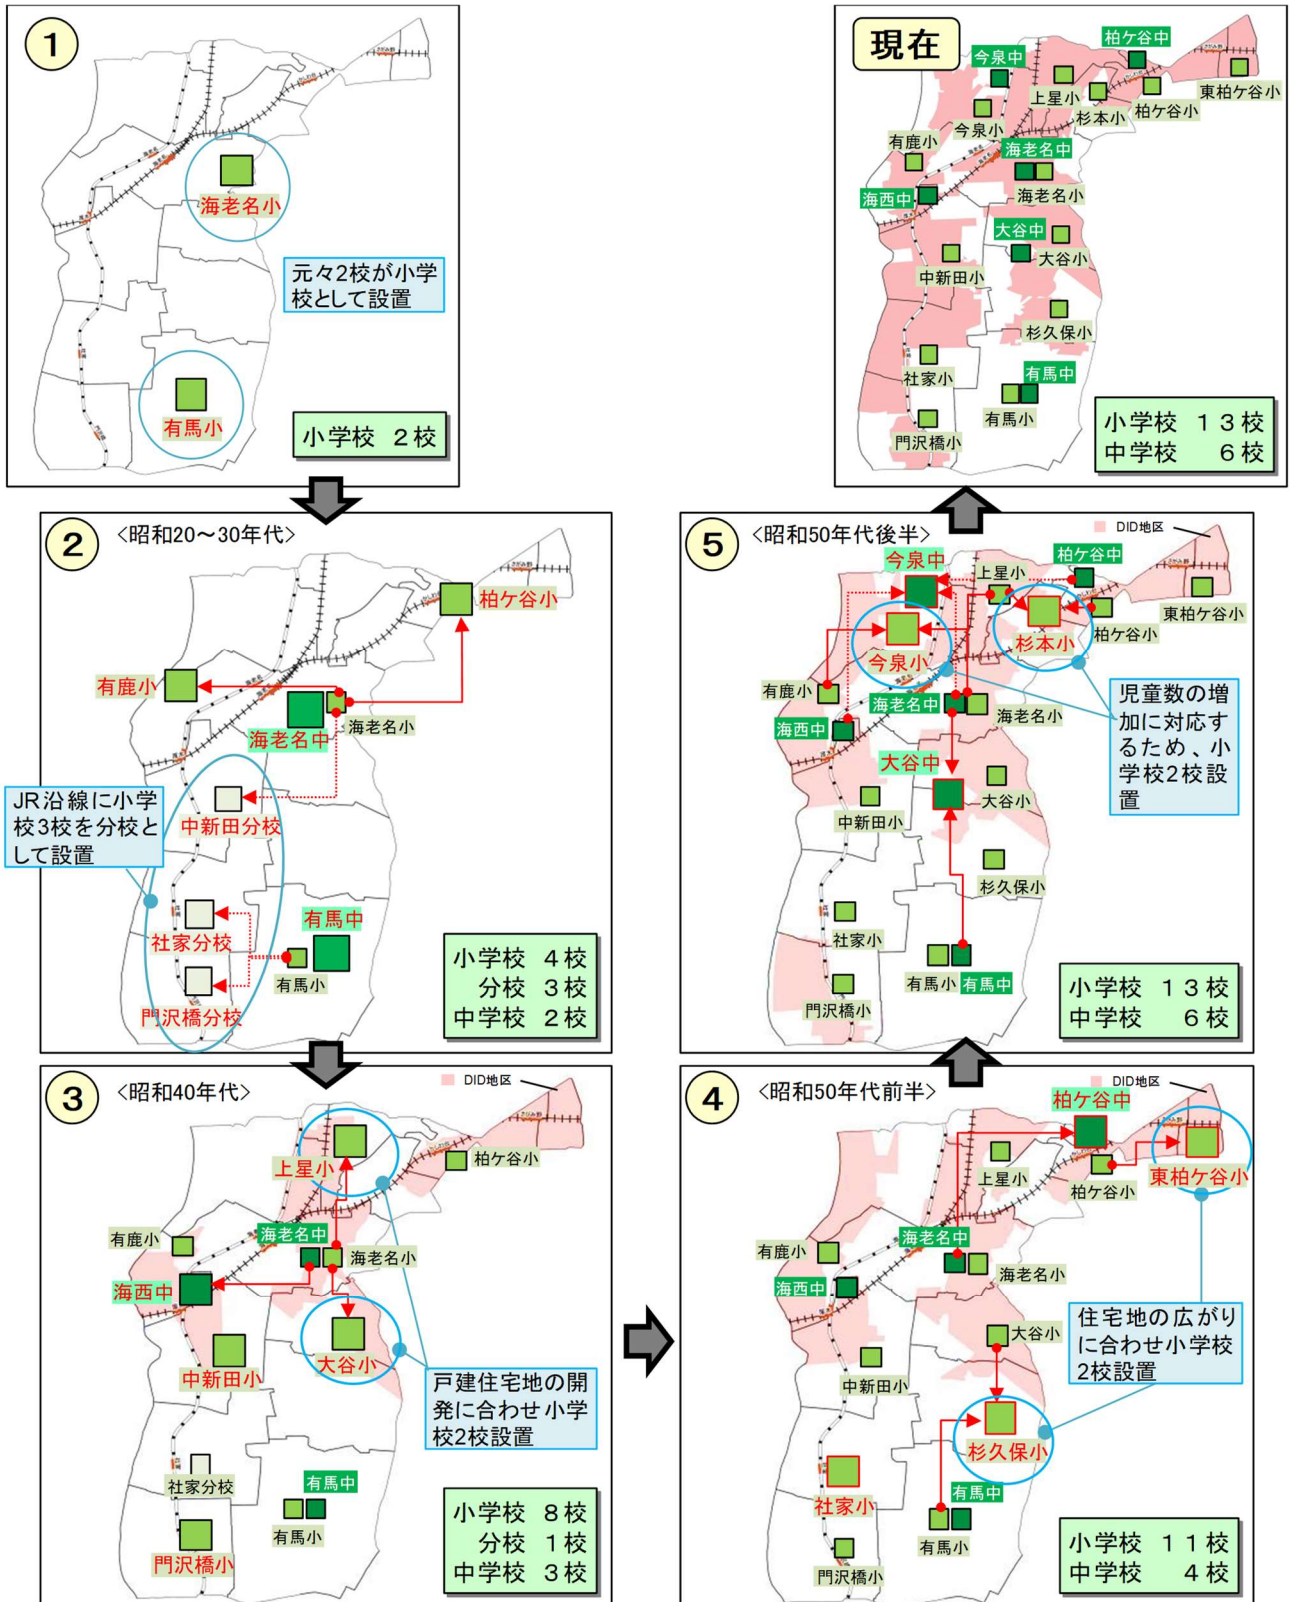 1
海老名小
元々2校が小学
校として設置
有馬小
門沢橋
小学校 2校
2
<昭和20～30年代>
柏ケ谷小
有鹿小
海老名中
海老名小
JR沿線に小学
校3校を分校と
して設置
中新田分校
社家分校
有馬中
有馬小
門沢橋分校
小学校 4校
分校 3校
中学校 2校
3
<昭和40年代>
DID地区
上星小
柏ケ谷小
有鹿小
海老名中
海老名小
海西中
中新田小
大谷小
戸建住宅地の開
発に合わせ小学
校2校設置
社家分校
有馬中
有馬小
門沢橋小
小学校 8校
分校 1校
中学校 3校
4
<昭和50年代前半>
DID地区
柏ケ谷中
上星小
柏ケ谷小
東柏ケ谷小
有鹿小
海老名中
海老名小
海西中
大谷小
住宅地の広がり
に合わせ小学校
2校設置
中新田小
杉久保小
社家小
有馬中
有馬小
門沢橋小
小学校 11校
中学校 4校
5
<昭和50年代後半>
DID地区
今泉中
上星小
柏ケ谷中
東柏ケ谷小
杉本小
柏ケ谷小
今泉小
有鹿小
海老名中
海老名小
海西中
児童数の増
加に対応す
るため、小
学校2校設
置
大谷中
大谷小
中新田小
杉久保小
社家小
有馬小
有馬中
門沢橋小
小学校 13校
中学校 6校
現在
今泉中
柏ケ谷中
上星小
杉本小
柏ケ谷小
東柏ケ谷小
今泉小
有鹿小
海老名中
海老名小
海西中
大谷中
大谷小
中新田小
杉久保小
社家小
有馬中
有馬小
門沢橋小
小学校 13校
中学校 6校